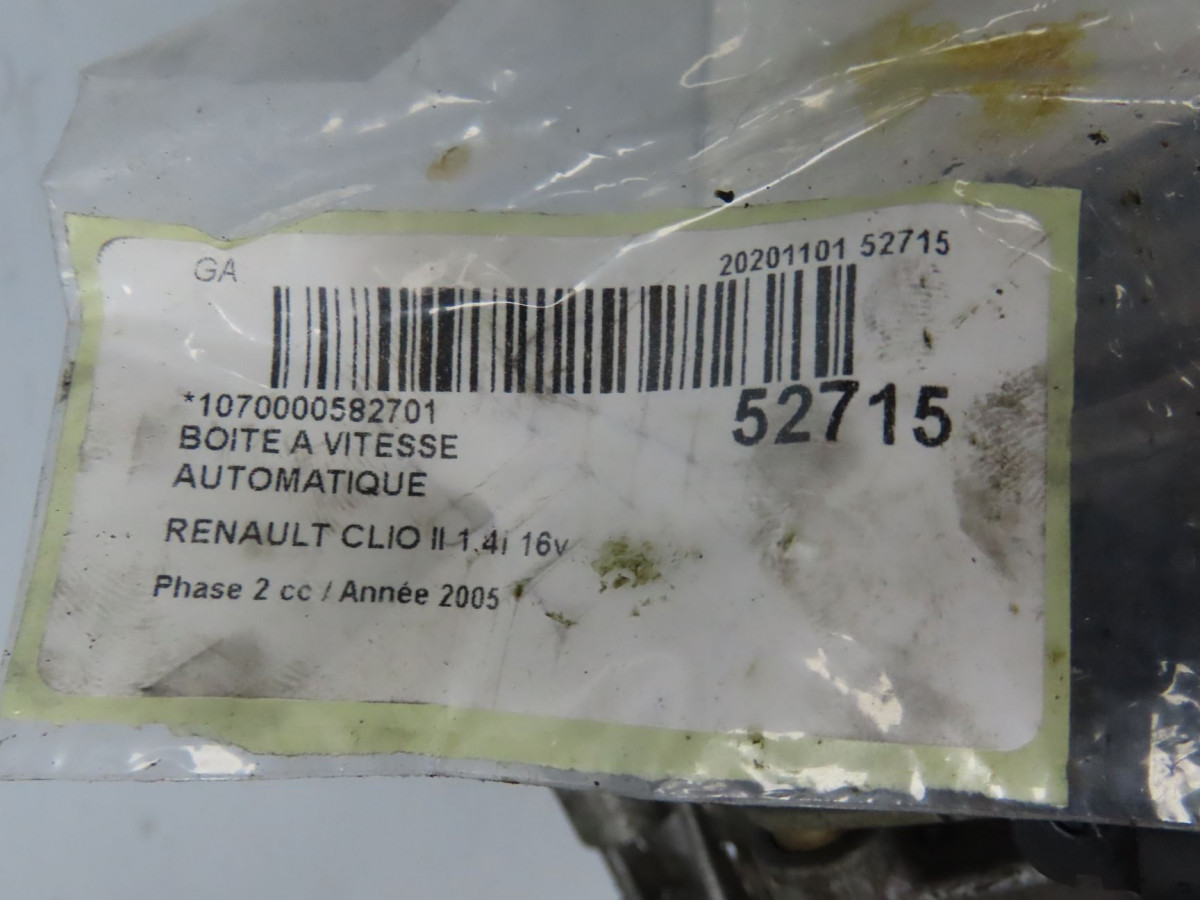 GA
20201101 52715
*1070000582701
52715
BOITE A VITESSE
AUTOMATIQUE
RENAULT CLIO II 1.4i 16v
Phase 2 cc / Année 2005